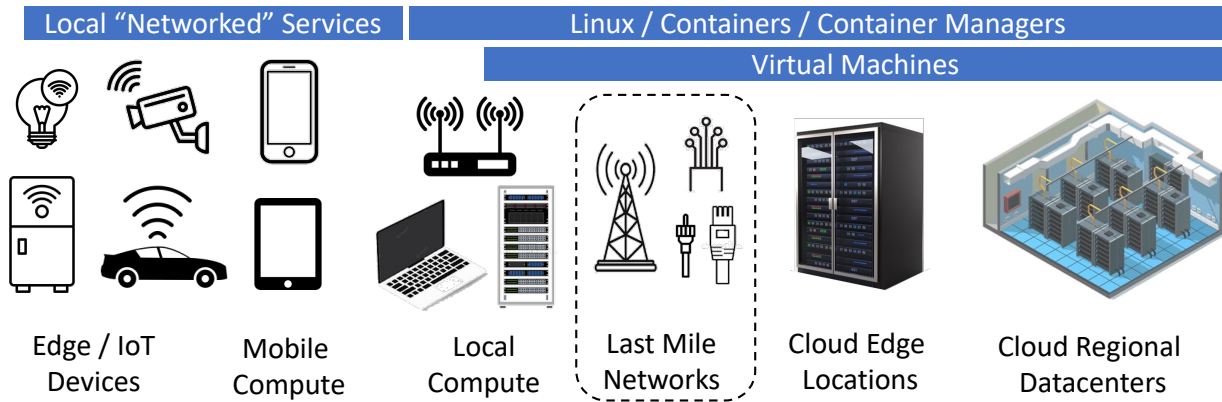 Local “Networked” Services
Linux / Containers / Container Managers
Virtual Machines
Edge / IoT
Devices
Mobile
Compute
Local
Compute
Last Mile
Networks
Cloud Edge
Locations
Cloud Regional
Datacenters